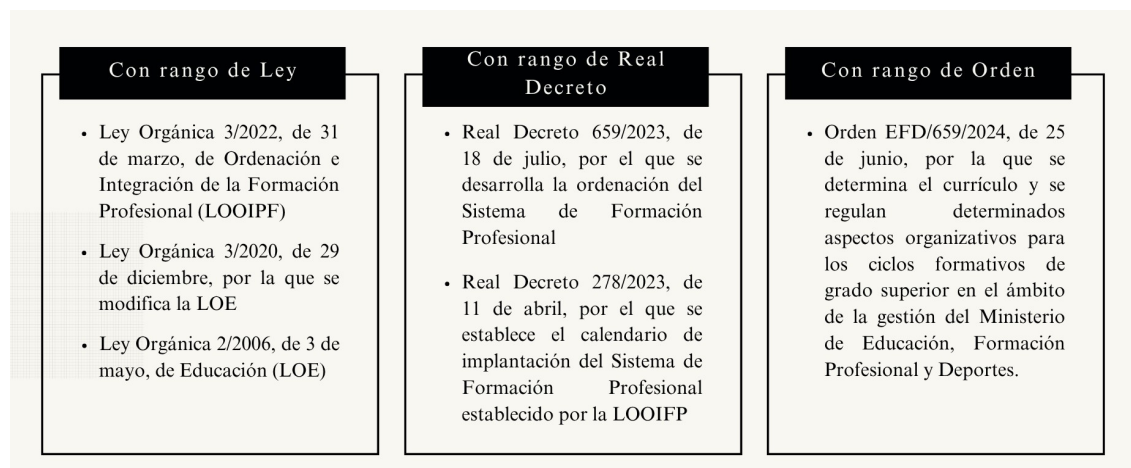 Con rango de Ley
Ley Orgánica 3/2022, de 31
de marzo, de Ordenación e
Integración de la Formación
Profesional (LOOIPF)
Ley Orgánica 3/2020, de 29
de diciembre, por la que se
modifica la LOE
Ley Orgánica 2/2006, de 3 de
mayo, de Educación (LOE)
Con rango de Real
Decreto
Real Decreto 659/2023, de
18 de julio, por el que se
desarrolla la ordenación del
Sistema de Formación
Profesional
Real Decreto 278/2023, de
11 de abril, por el que se
establece el calendario de
implantación del Sistema de
Formación Profesional
establecido por la LOOIFP
Con rango de Orden
Orden EFD/659/2024, de 25
de junio, por la que se
determina el currículo y se
regulan determinados
aspectos organizativos para
los ciclos formativos de
grado superior en el ámbito
de la gestión del Ministerio
de Educación, Formación
Profesional y Deportes.